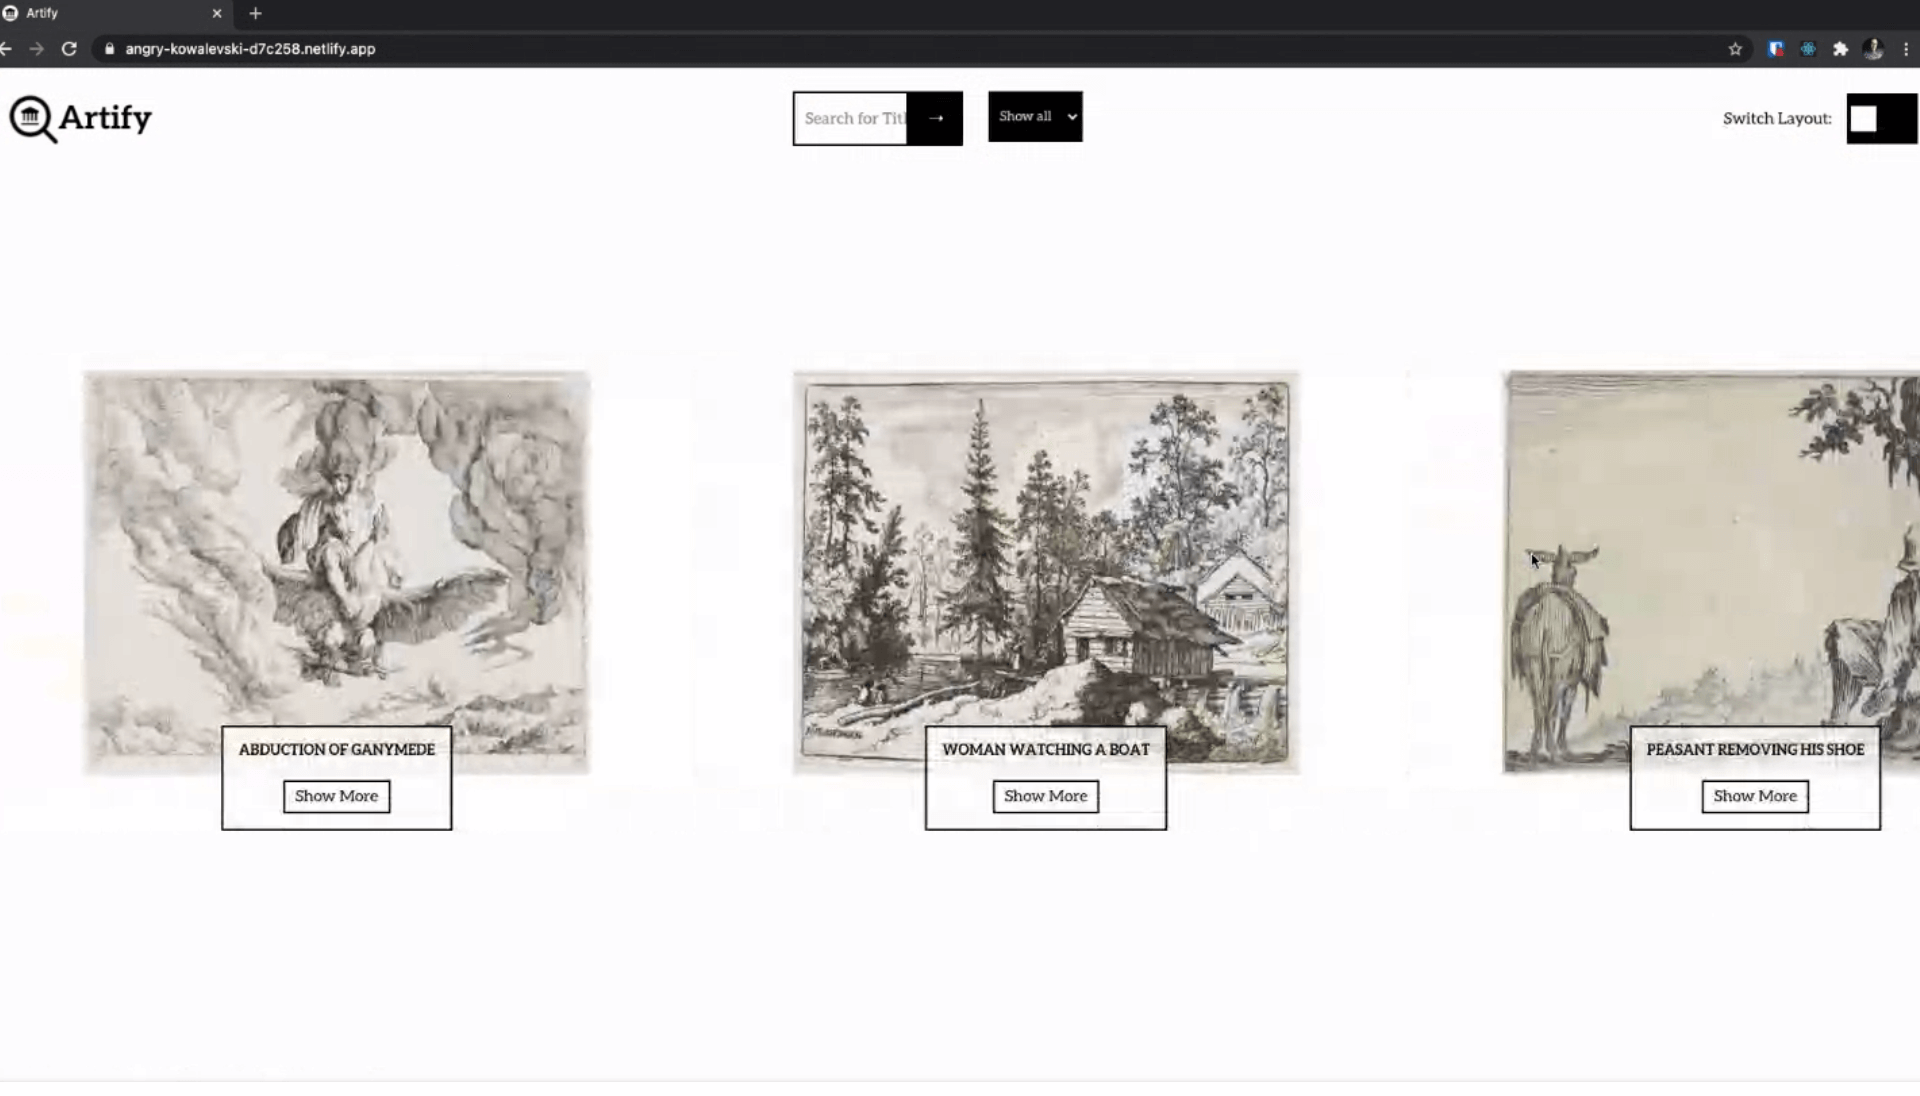 Artify
angry-kowalevski-d7c258.netlify.app
Artify
Search for Titl
→
Show all
Switch Layout:
ABDUCTION OF GANYMEDE
Show More
WOMAN WATCHING A BOAT
Show More
PEASANT REMOVING HIS SHOE
Show More